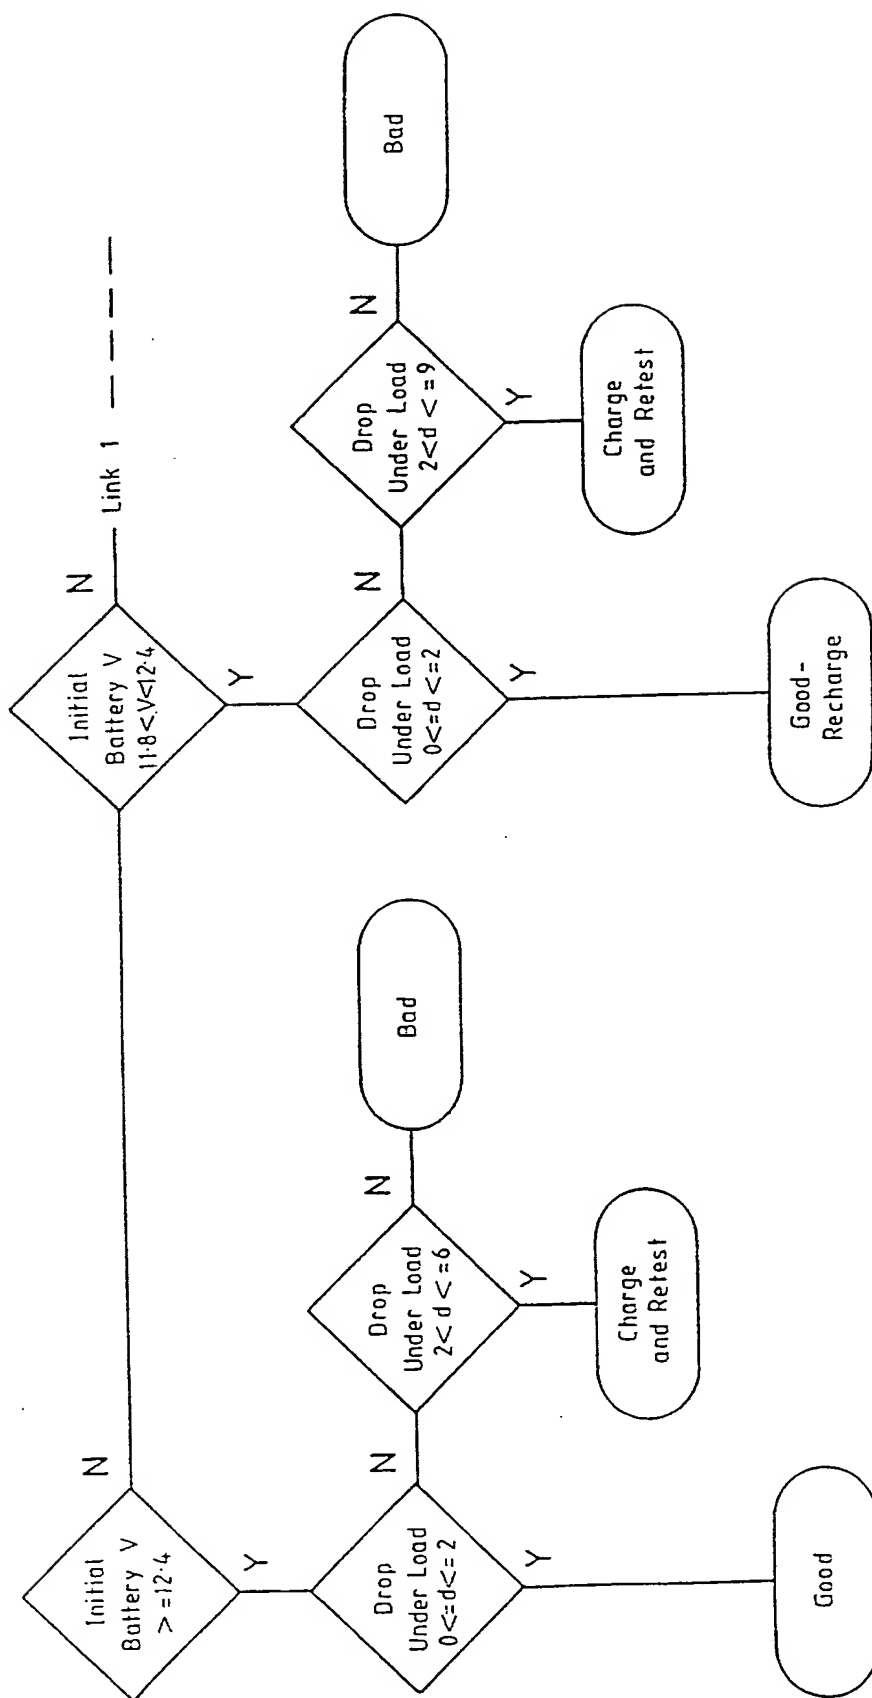 Initial
Battery V
>=12·4
N
Y
Drop
Under Load
0<=d<=2
N
Y
Good
Drop
Under Load
2<d<=6
N
Y
Charge
and Retest
Bad
Initial
Battery V
11·8<V<12·4
N
Link 1
Y
Drop
Under Load
0<=d<=2
N
Y
Good-
Recharge
Drop
Under Load
2<d<=9
N
Y
Charge
and Retest
Bad